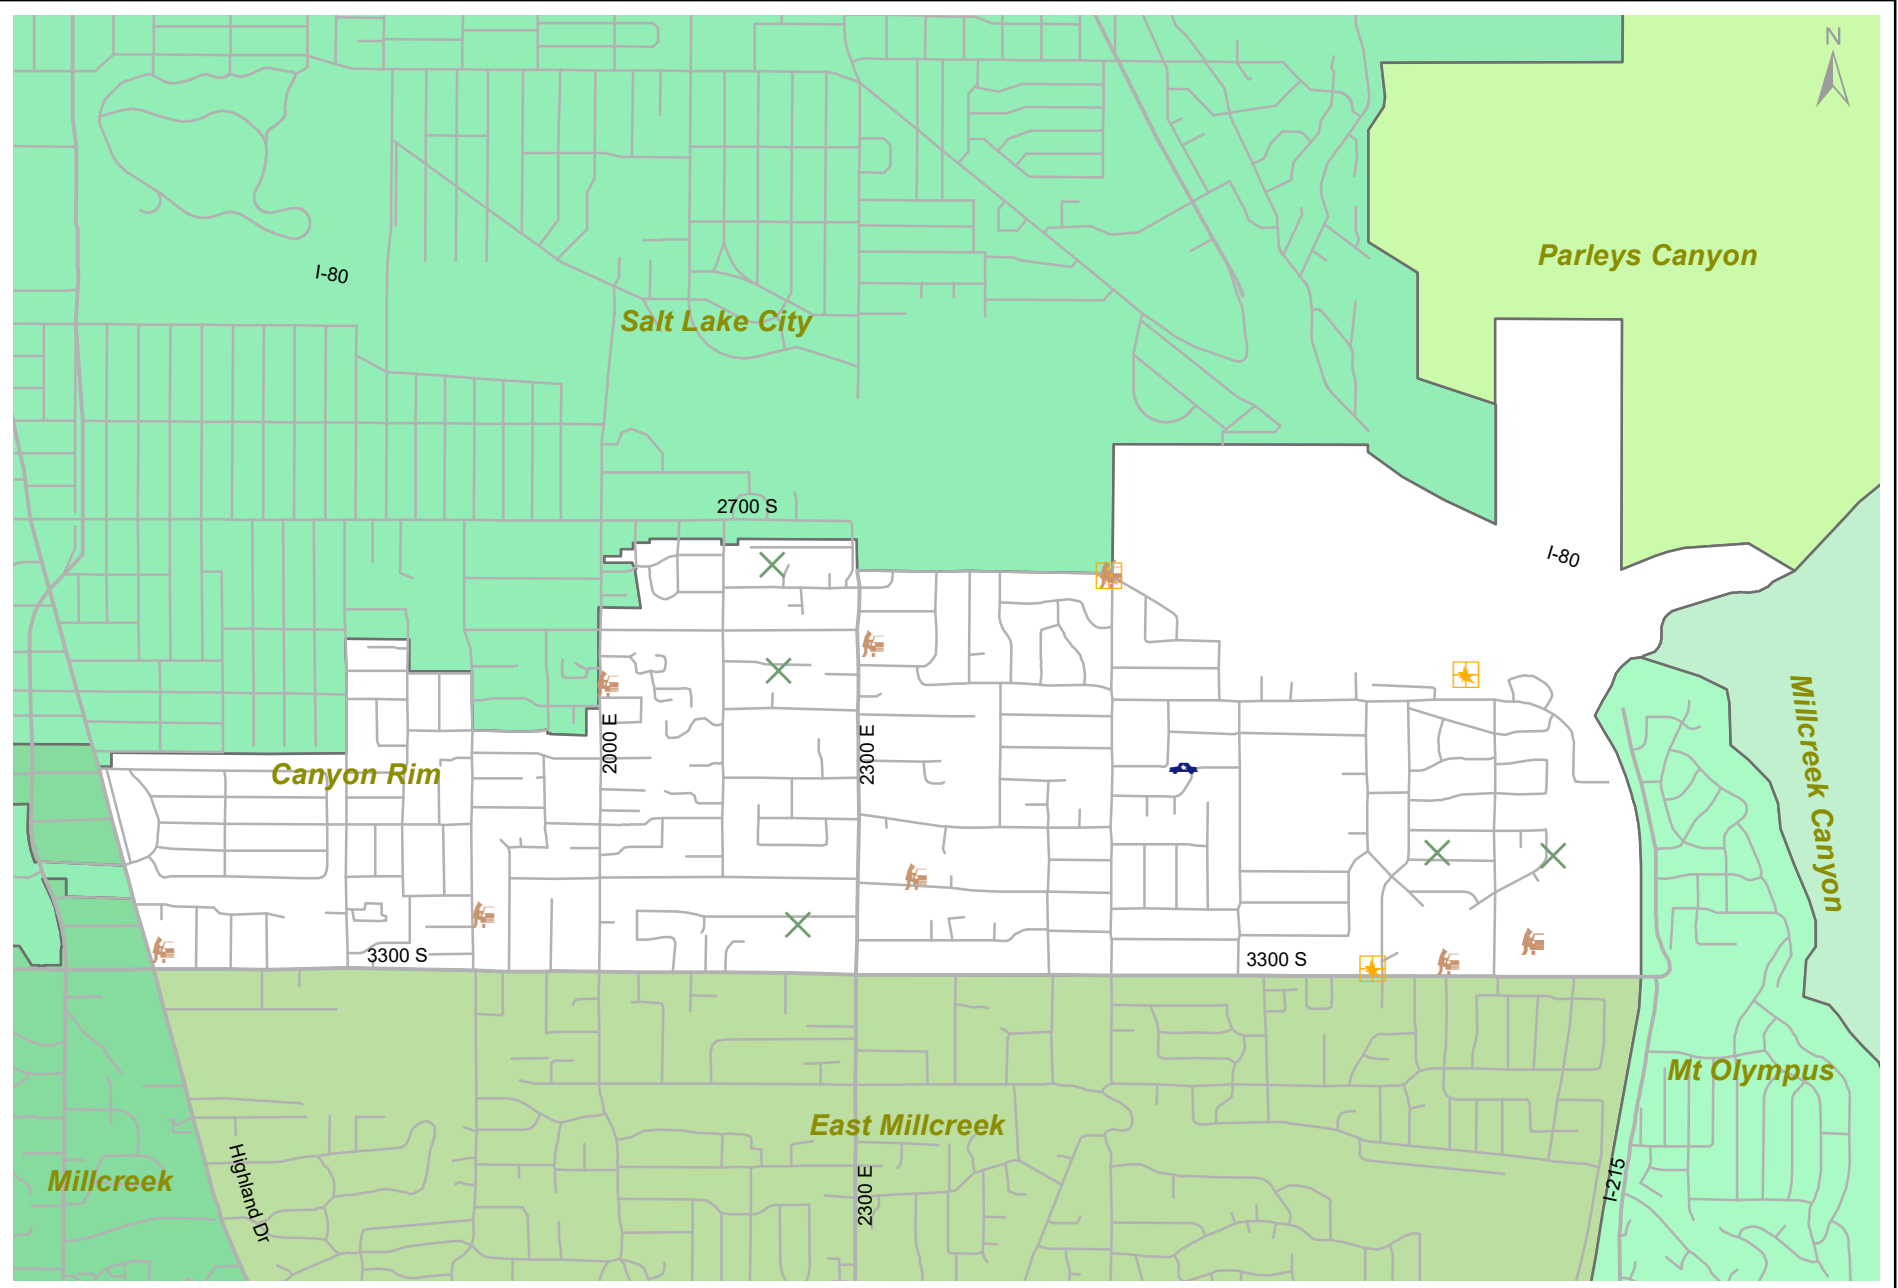 N
Parleys Canyon
I-80
Salt Lake City
2700 S
I-80
2000 E
2300 E
Canyon Rim
Millcreek Canyon
3300 S
3300 S
Mt Olympus
East Millcreek
Millcreek
Highland Dr
2300 E
I-215